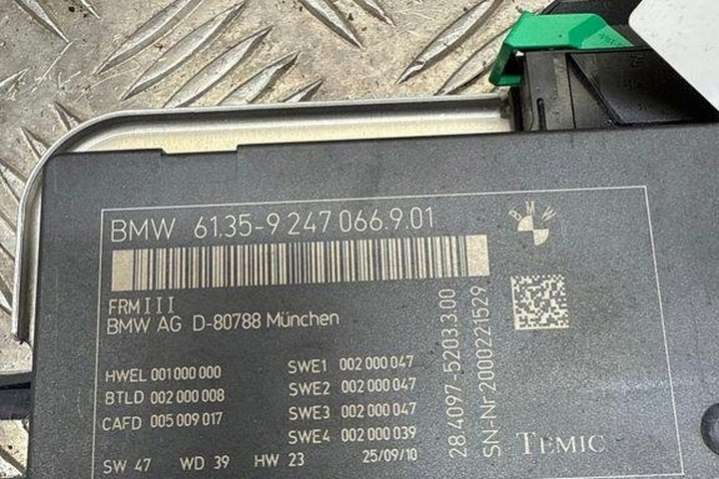 BMW 61.35-9 247 066.9.01
BMW
FRMIII
BMW AG D-80788 München
HWEL 001 000 000
BTLD 002 000 008
CAFD 005 009 017
SWE1 002 000 047
SWE2 002 000 047
SWE3 002 000 047
SWE4 002 000 039
SW 47 WD 39 HW 23 25/09/10
28.4097-5203.3.00
SN-Nr 2000221529
TEMIC